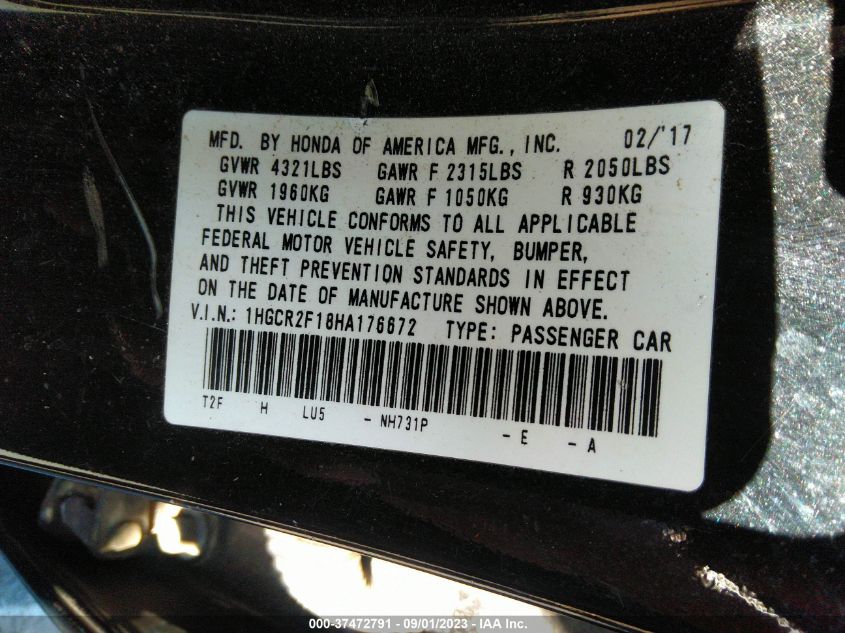 MFD. BY HONDA OF AMERICA MFG., INC. 02/'17
GVWR 4321LBS GAWR F 2315LBS R 2050LBS
GVWR 1960KG GAWR F 1050KG R 930KG
THIS VEHICLE CONFORMS TO ALL APPLICABLE
FEDERAL MOTOR VEHICLE SAFETY, BUMPER,
AND THEFT PREVENTION STANDARDS IN EFFECT
ON THE DATE OF MANUFACTURE SHOWN ABOVE.
V.I.N.: 1HGCR2F18HA176672 TYPE: PASSENGER CAR
T2F H LU5 - NH731P - E - A
000-37472791 - 09/01/2023 - IAA Inc.